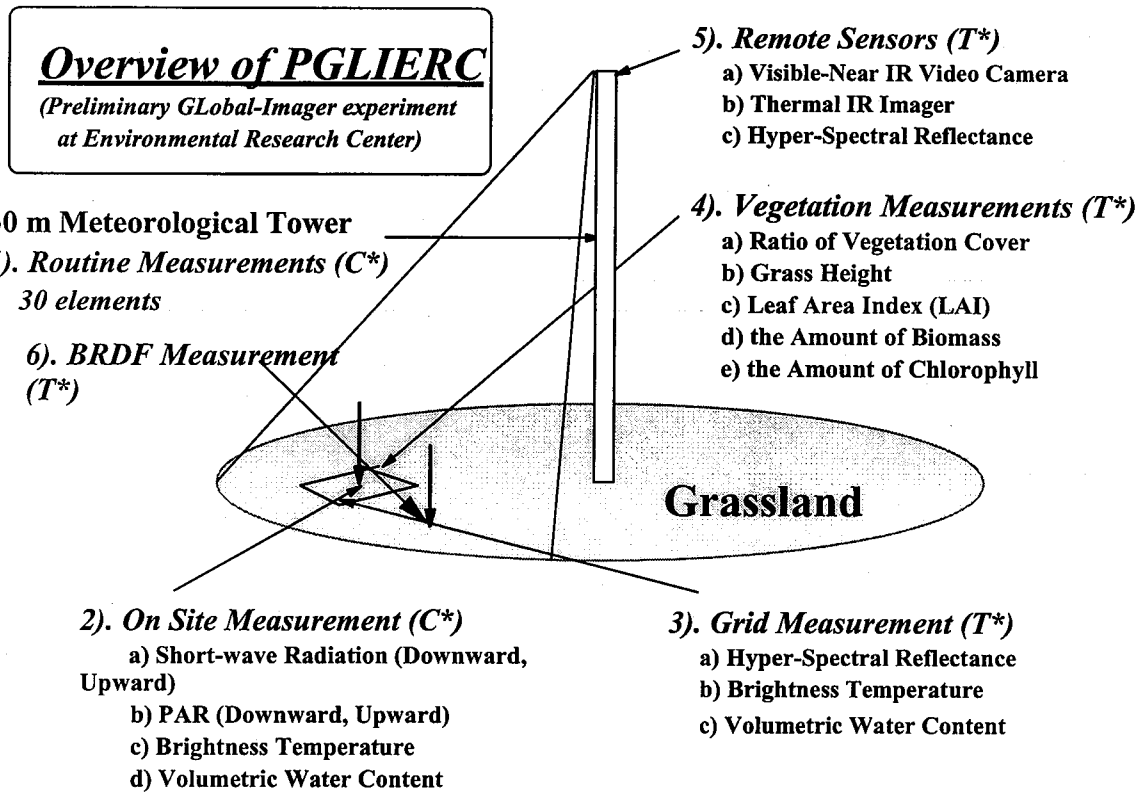 Overview of PGLIERC
(Preliminary GLobal-Imager experiment
at Environmental Research Center)
0 m Meteorological Tower
). Routine Measurements (C*)
30 elements
6). BRDF Measurement
(T*)
5). Remote Sensors (T*)
a) Visible-Near IR Video Camera
b) Thermal IR Imager
c) Hyper-Spectral Reflectance
4). Vegetation Measurements (T*)
a) Ratio of Vegetation Cover
b) Grass Height
c) Leaf Area Index (LAI)
d) the Amount of Biomass
e) the Amount of Chlorophyll
Grassland
2). On Site Measurement (C*)
a) Short-wave Radiation (Downward,
Upward)
b) PAR (Downward, Upward)
c) Brightness Temperature
d) Volumetric Water Content
3). Grid Measurement (T*)
a) Hyper-Spectral Reflectance
b) Brightness Temperature
c) Volumetric Water Content